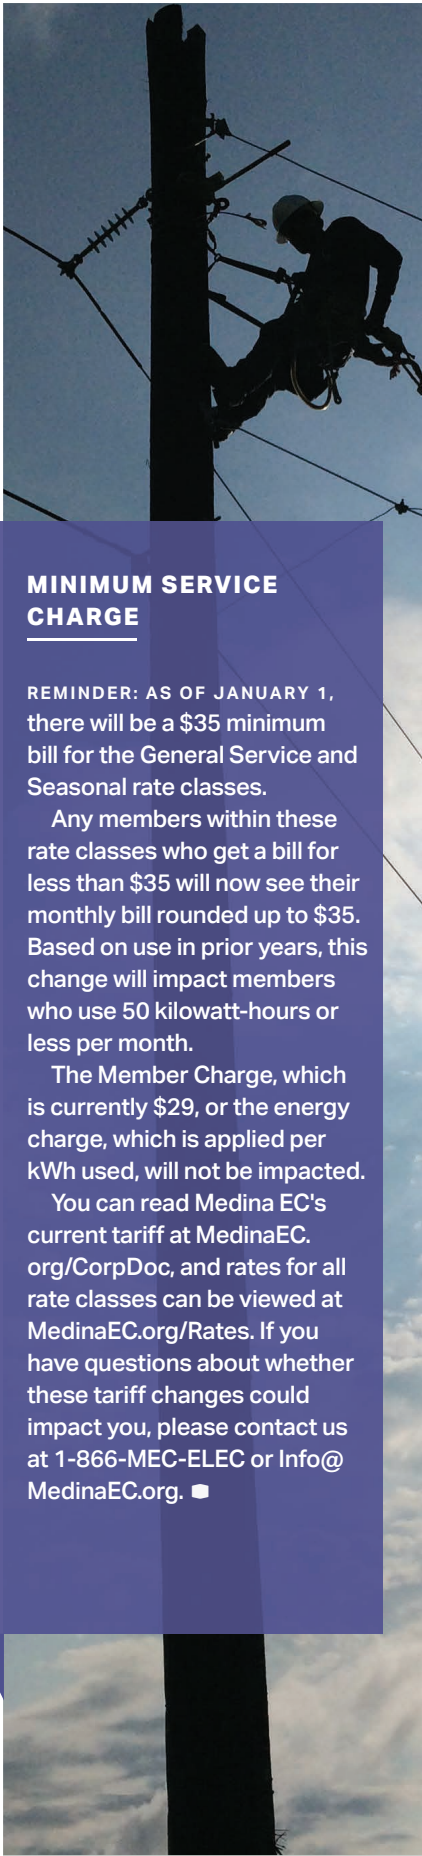 MINIMUM SERVICE
CHARGE
REMINDER: AS OF JANUARY 1,
there will be a $35 minimum
bill for the General Service and
Seasonal rate classes.
Any members within these
rate classes who get a bill for
less than $35 will now see their
monthly bill rounded up to $35.
Based on use in prior years, this
change will impact members
who use 50 kilowatt-hours or
less per month.
The Member Charge, which
is currently $29, or the energy
charge, which is applied per
kWh used, will not be impacted.
You can read Medina EC's
current tariff at MedinaEC.
org/CorpDoc, and rates for all
rate classes can be viewed at
MedinaEC.org/Rates. If you
have questions about whether
these tariff changes could
impact you, please contact us
at 1-866-MEC-ELEC or Info@
MedinaEC.org.